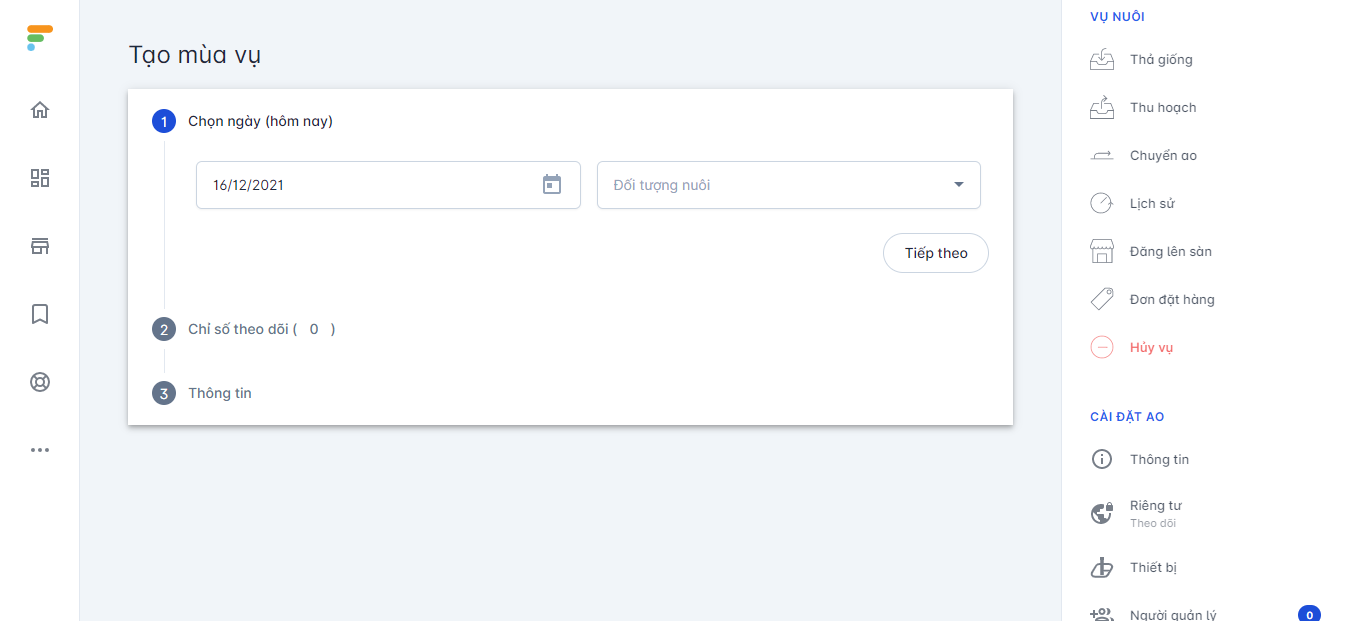 Tạo mùa vụ
1 Chọn ngày (hôm nay)
16/12/2021
Đối tượng nuôi
Tiếp theo
2 Chỉ số theo dõi ( 0 )
3 Thông tin
VỤ NUÔI
Thả giống
Thu hoạch
Chuyển ao
Lịch sử
Đăng lên sàn
Đơn đặt hàng
Hủy vụ
CÀI ĐẶT AO
Thông tin
Riêng tư
Theo dõi
Thiết bị
Người quản lý 0